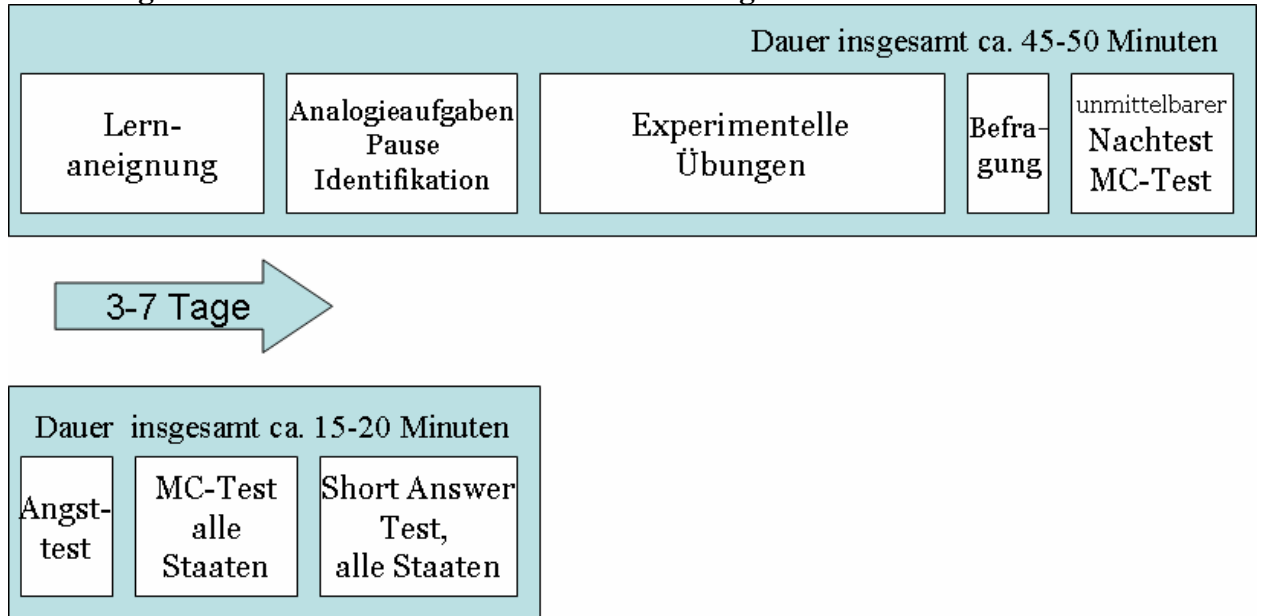 Dauer insgesamt ca. 45-50 Minuten
Lern-
aneignung
Analogieaufgaben
Pause
Identifikation
Experimentelle
Übungen
Befra-
gung
unmittelbarer
Nachtest
MC-Test
3-7 Tage
Dauer insgesamt ca. 15-20 Minuten
Angst-
test
MC-Test
alle
Staaten
Short Answer
Test,
alle Staaten